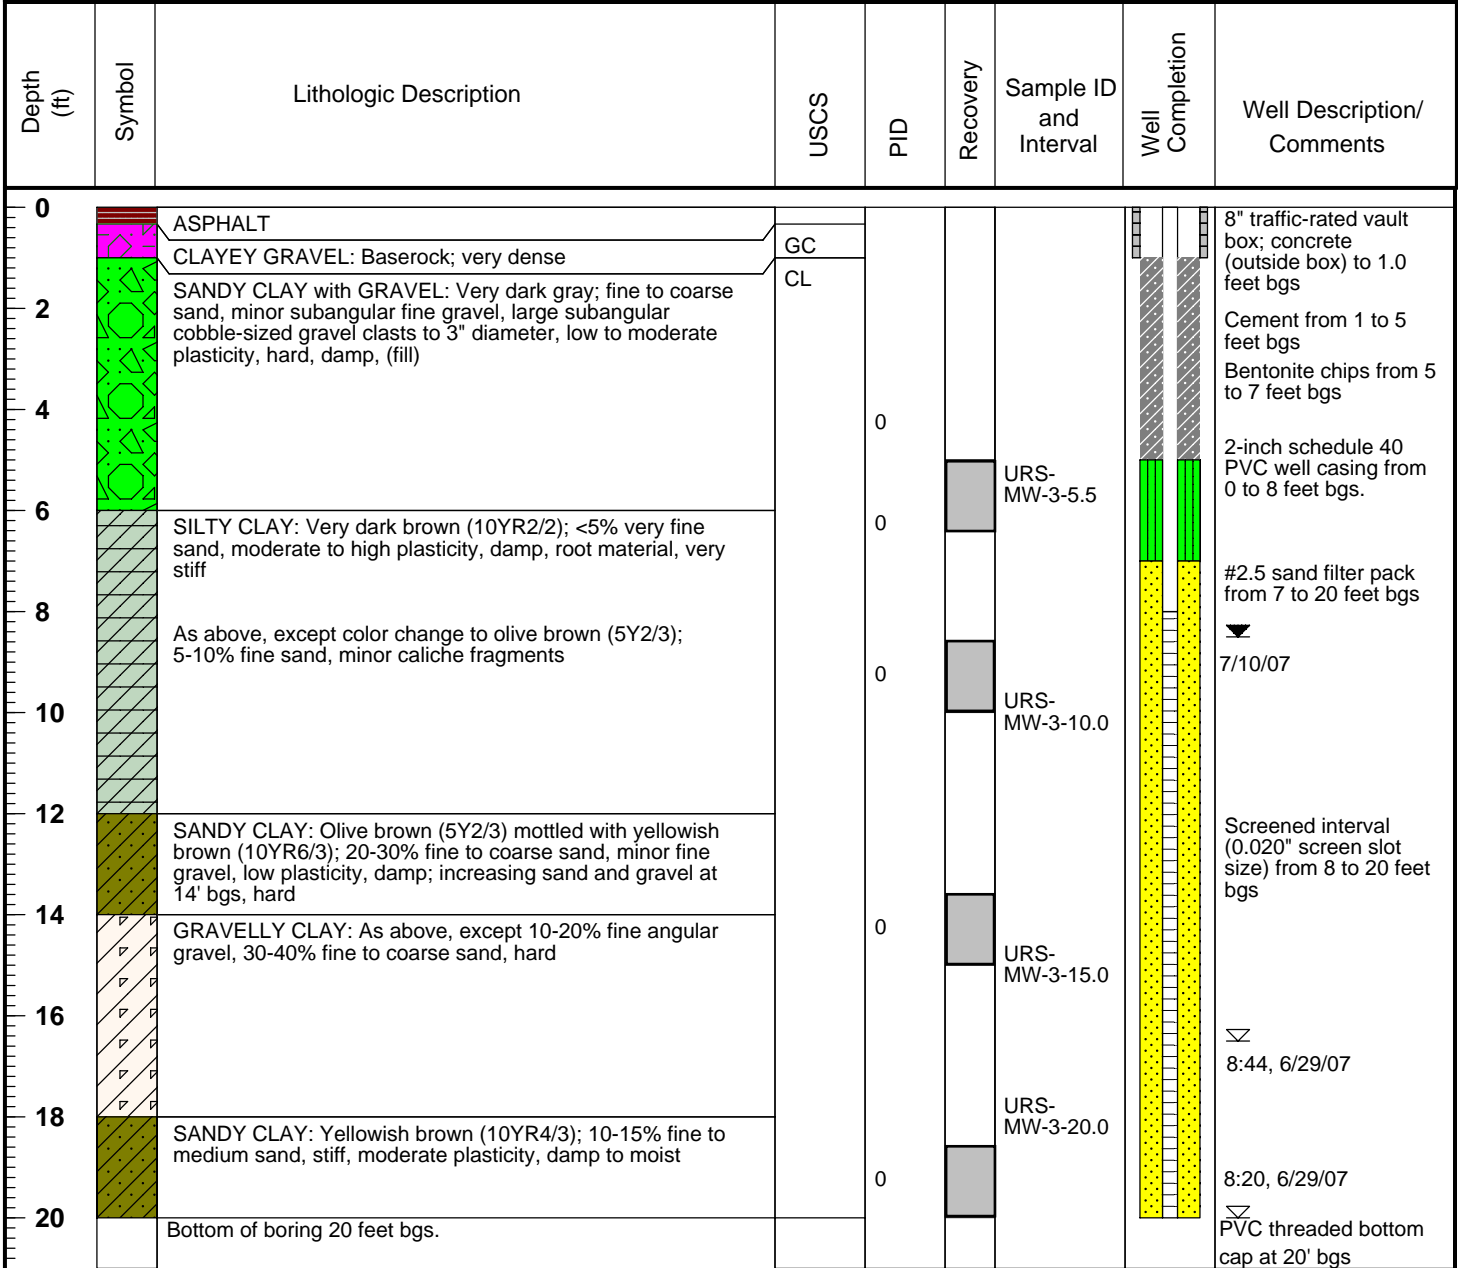 Depth
(ft)
Symbol
Lithologic Description
USCS
PID
Recovery
Sample ID
and
Interval
Well
Completion
Well Description/
Comments
0
2
4
6
8
10
12
14
16
18
20
ASPHALT
CLAYEY GRAVEL: Baserock; very dense
SANDY CLAY with GRAVEL: Very dark gray; fine to coarse
sand, minor subangular fine gravel, large subangular
cobble-sized gravel clasts to 3" diameter, low to moderate
plasticity, hard, damp, (fill)
SILTY CLAY: Very dark brown (10YR2/2); <5% very fine
sand, moderate to high plasticity, damp, root material, very
stiff
As above, except color change to olive brown (5Y2/3);
5-10% fine sand, minor caliche fragments
SANDY CLAY: Olive brown (5Y2/3) mottled with yellowish
brown (10YR6/3); 20-30% fine to coarse sand, minor fine
gravel, low plasticity, damp; increasing sand and gravel at
14' bgs, hard
GRAVELLY CLAY: As above, except 10-20% fine angular
gravel, 30-40% fine to coarse sand, hard
SANDY CLAY: Yellowish brown (10YR4/3); 10-15% fine to
medium sand, stiff, moderate plasticity, damp to moist
Bottom of boring 20 feet bgs.
GC
CL
0
0
0
0
0
URS-
MW-3-5.5
URS-
MW-3-10.0
URS-
MW-3-15.0
URS-
MW-3-20.0
8" traffic-rated vault
box; concrete
(outside box) to 1.0
feet bgs
Cement from 1 to 5
feet bgs
Bentonite chips from 5
to 7 feet bgs
2-inch schedule 40
PVC well casing from
0 to 8 feet bgs.
#2.5 sand filter pack
from 7 to 20 feet bgs
7/10/07
Screened interval
(0.020" screen slot
size) from 8 to 20 feet
bgs
8:44, 6/29/07
8:20, 6/29/07
PVC threaded bottom
cap at 20' bgs